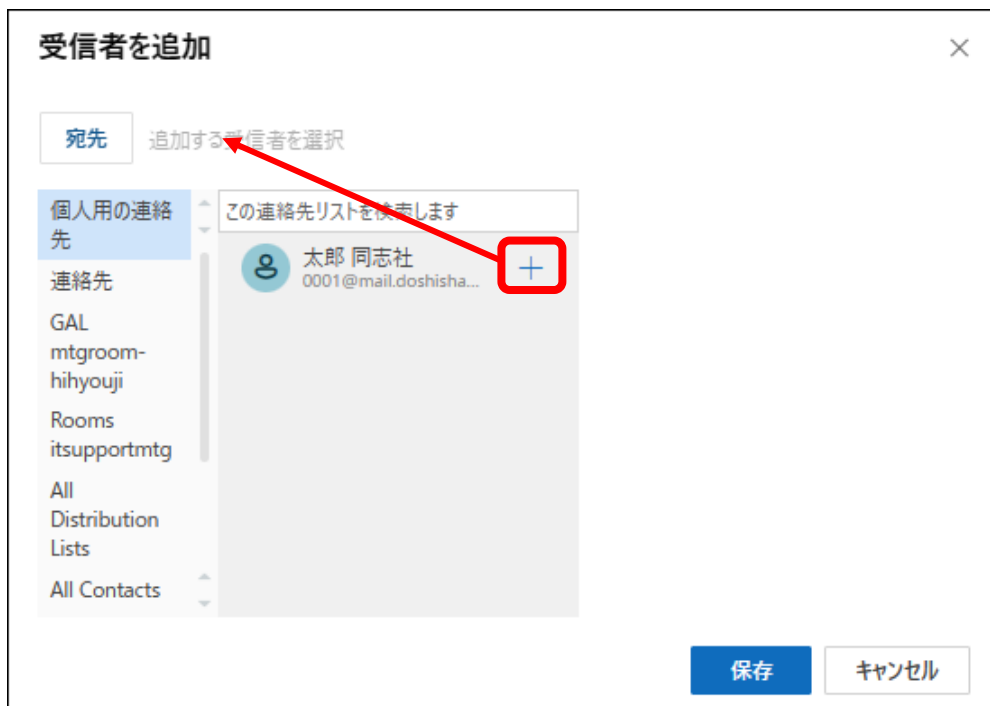 受信者を追加
宛先 追加する受信者を選択
個人用の連絡
先
連絡先
GAL
mtgroom-
hihyouji
Rooms
itsupportmtg
All
Distribution
Lists
All Contacts
この連絡先リストを検索します
太郎 同志社
0001@mail.doshisha...
保存 キャンセル